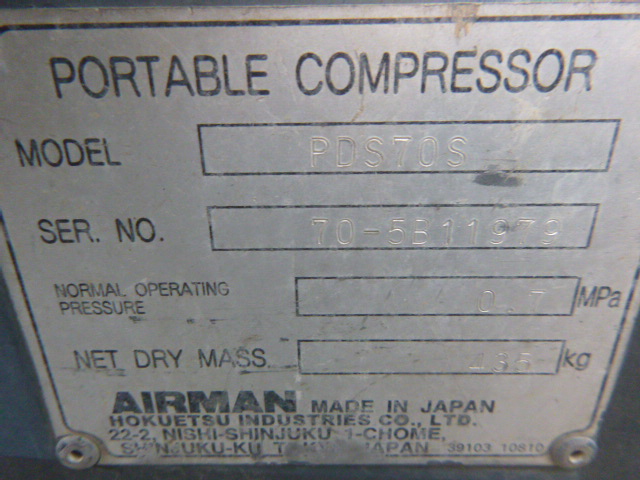 PORTABLE COMPRESSOR
MODEL PDS70S
SER. NO. 70-5B11979
NORMAL OPERATING PRESSURE 0.7 MPa
NET DRY MASS 435 kg
AIRMAN MADE IN JAPAN
HOKUETSU INDUSTRIES CO., LTD.
22-2, NISHI-SHINJUKU 1-CHOME,
SHINJUKU-KU TOKYO JAPAN 39103 10810